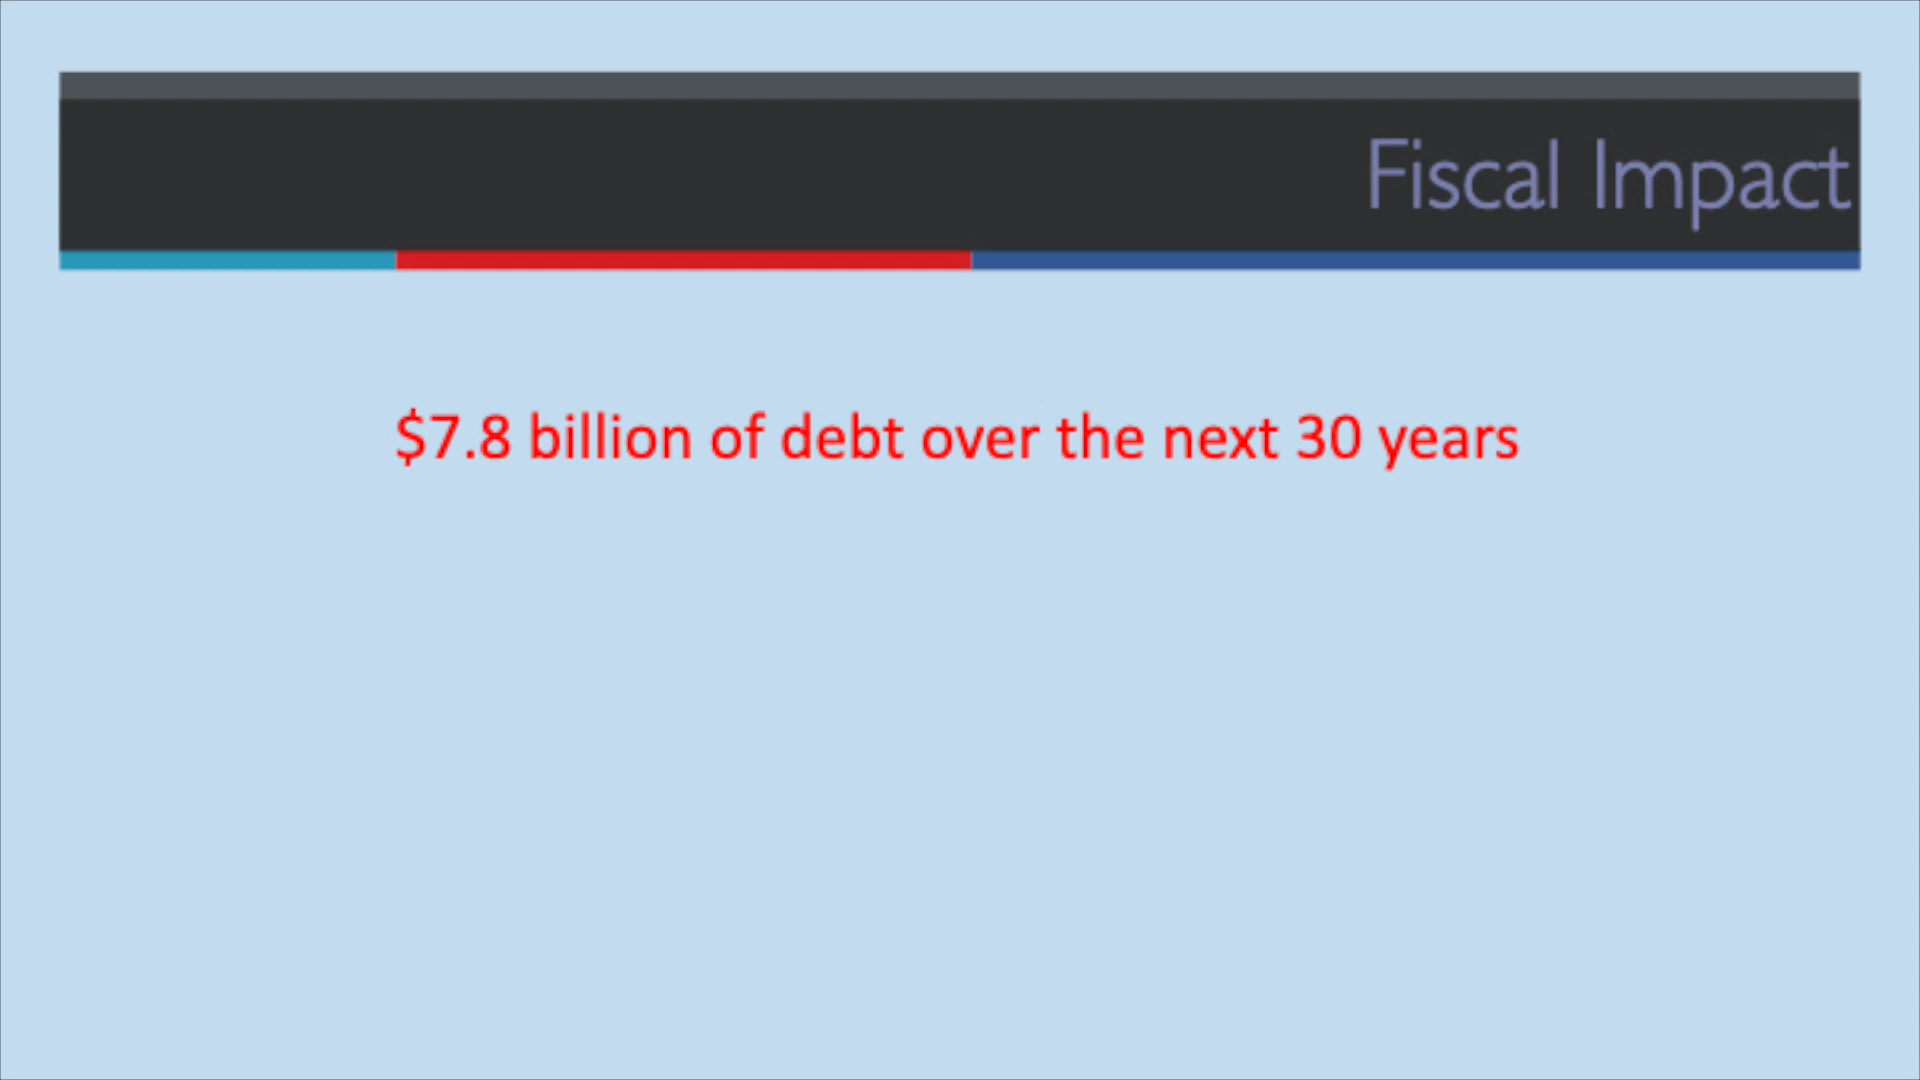 Fiscal Impact
$7.8 billion of debt over the next 30 years